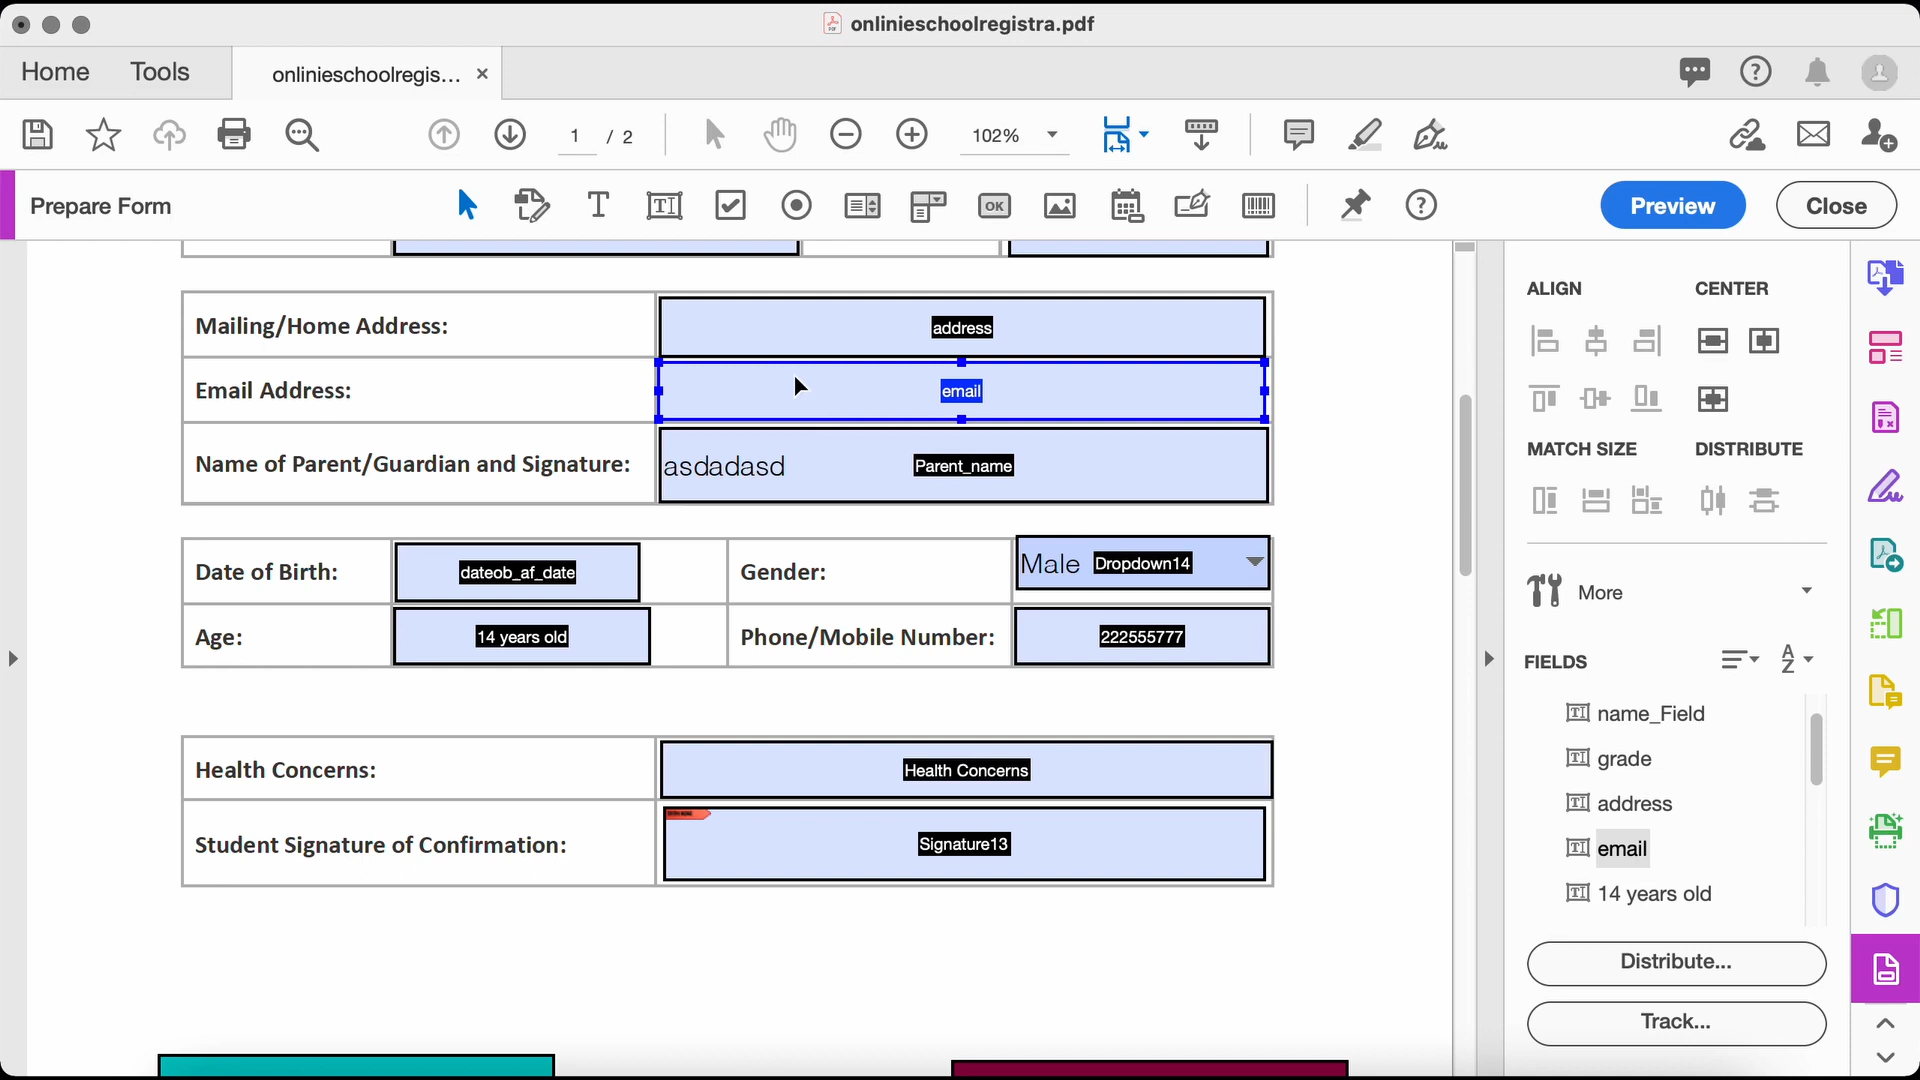 onlinieschoolregistra.pdf
Home Tools onlinieschoolregis... ×
1 / 2 102%
Prepare Form OK Preview Close
Mailing/Home Address: address
Email Address: email
Name of Parent/Guardian and Signature: asdadasd Parent_name
Date of Birth: dateob_af_date Gender: Male Dropdown14
Age: 14 years old Phone/Mobile Number: 222555777
Health Concerns: Health Concerns
Student Signature of Confirmation: Signature13
ALIGN CENTER
MATCH SIZE DISTRIBUTE
More
FIELDS
name_Field
grade
address
email
14 years old
Distribute...
Track...